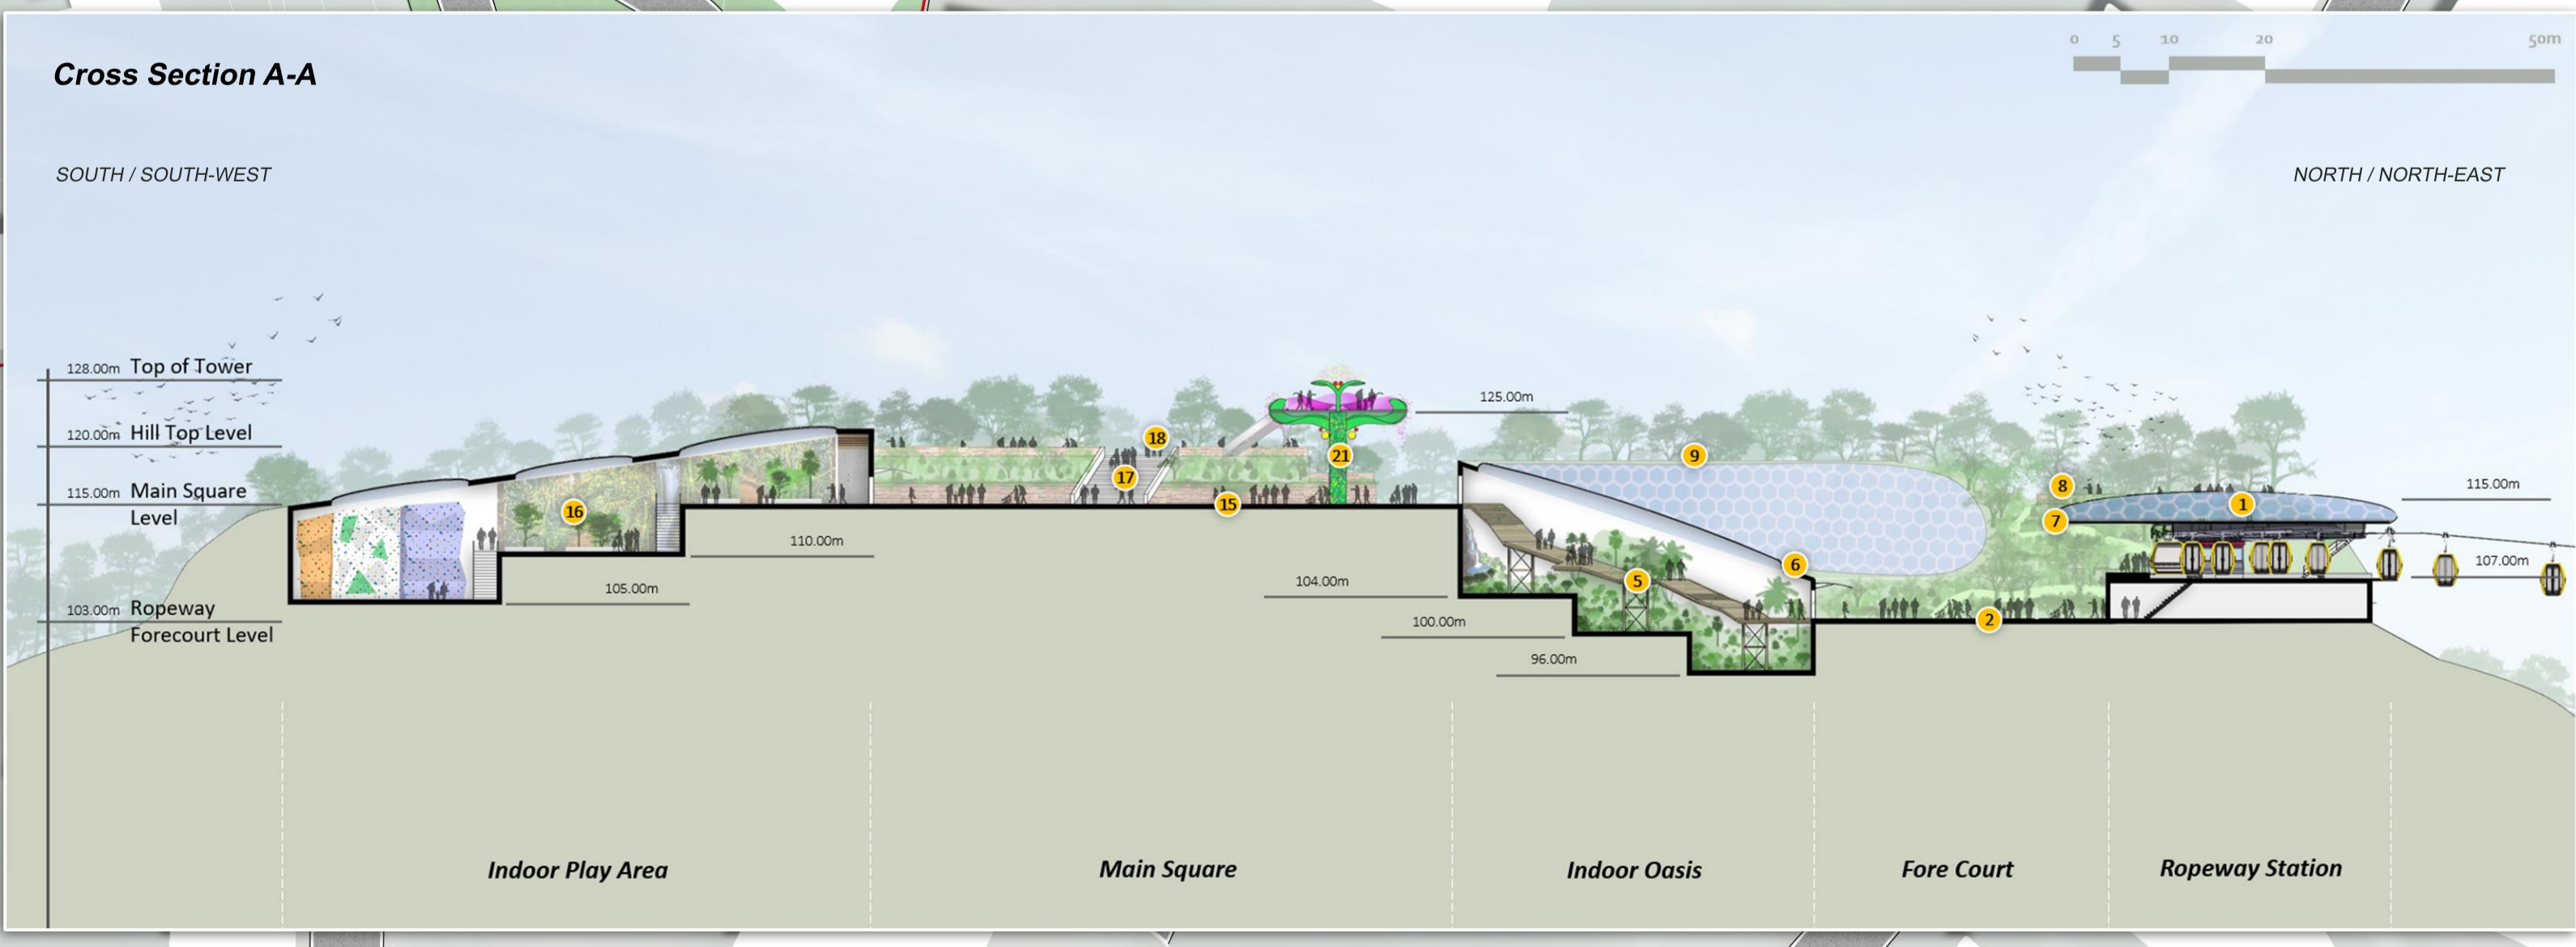 Cross Section A-A
0 5 10 20 50m
SOUTH / SOUTH-WEST
NORTH / NORTH-EAST
128.00m Top of Tower
125.00m
120.00m Hill Top Level
18
17
21
9
8
115.00m
115.00m Main Square
Level
16
15
7
1
110.00m
107.00m
6
5
104.00m
105.00m
103.00m Ropeway
Forecourt Level
100.00m
2
96.00m
Indoor Play Area
Main Square
Indoor Oasis
Fore Court
Ropeway Station